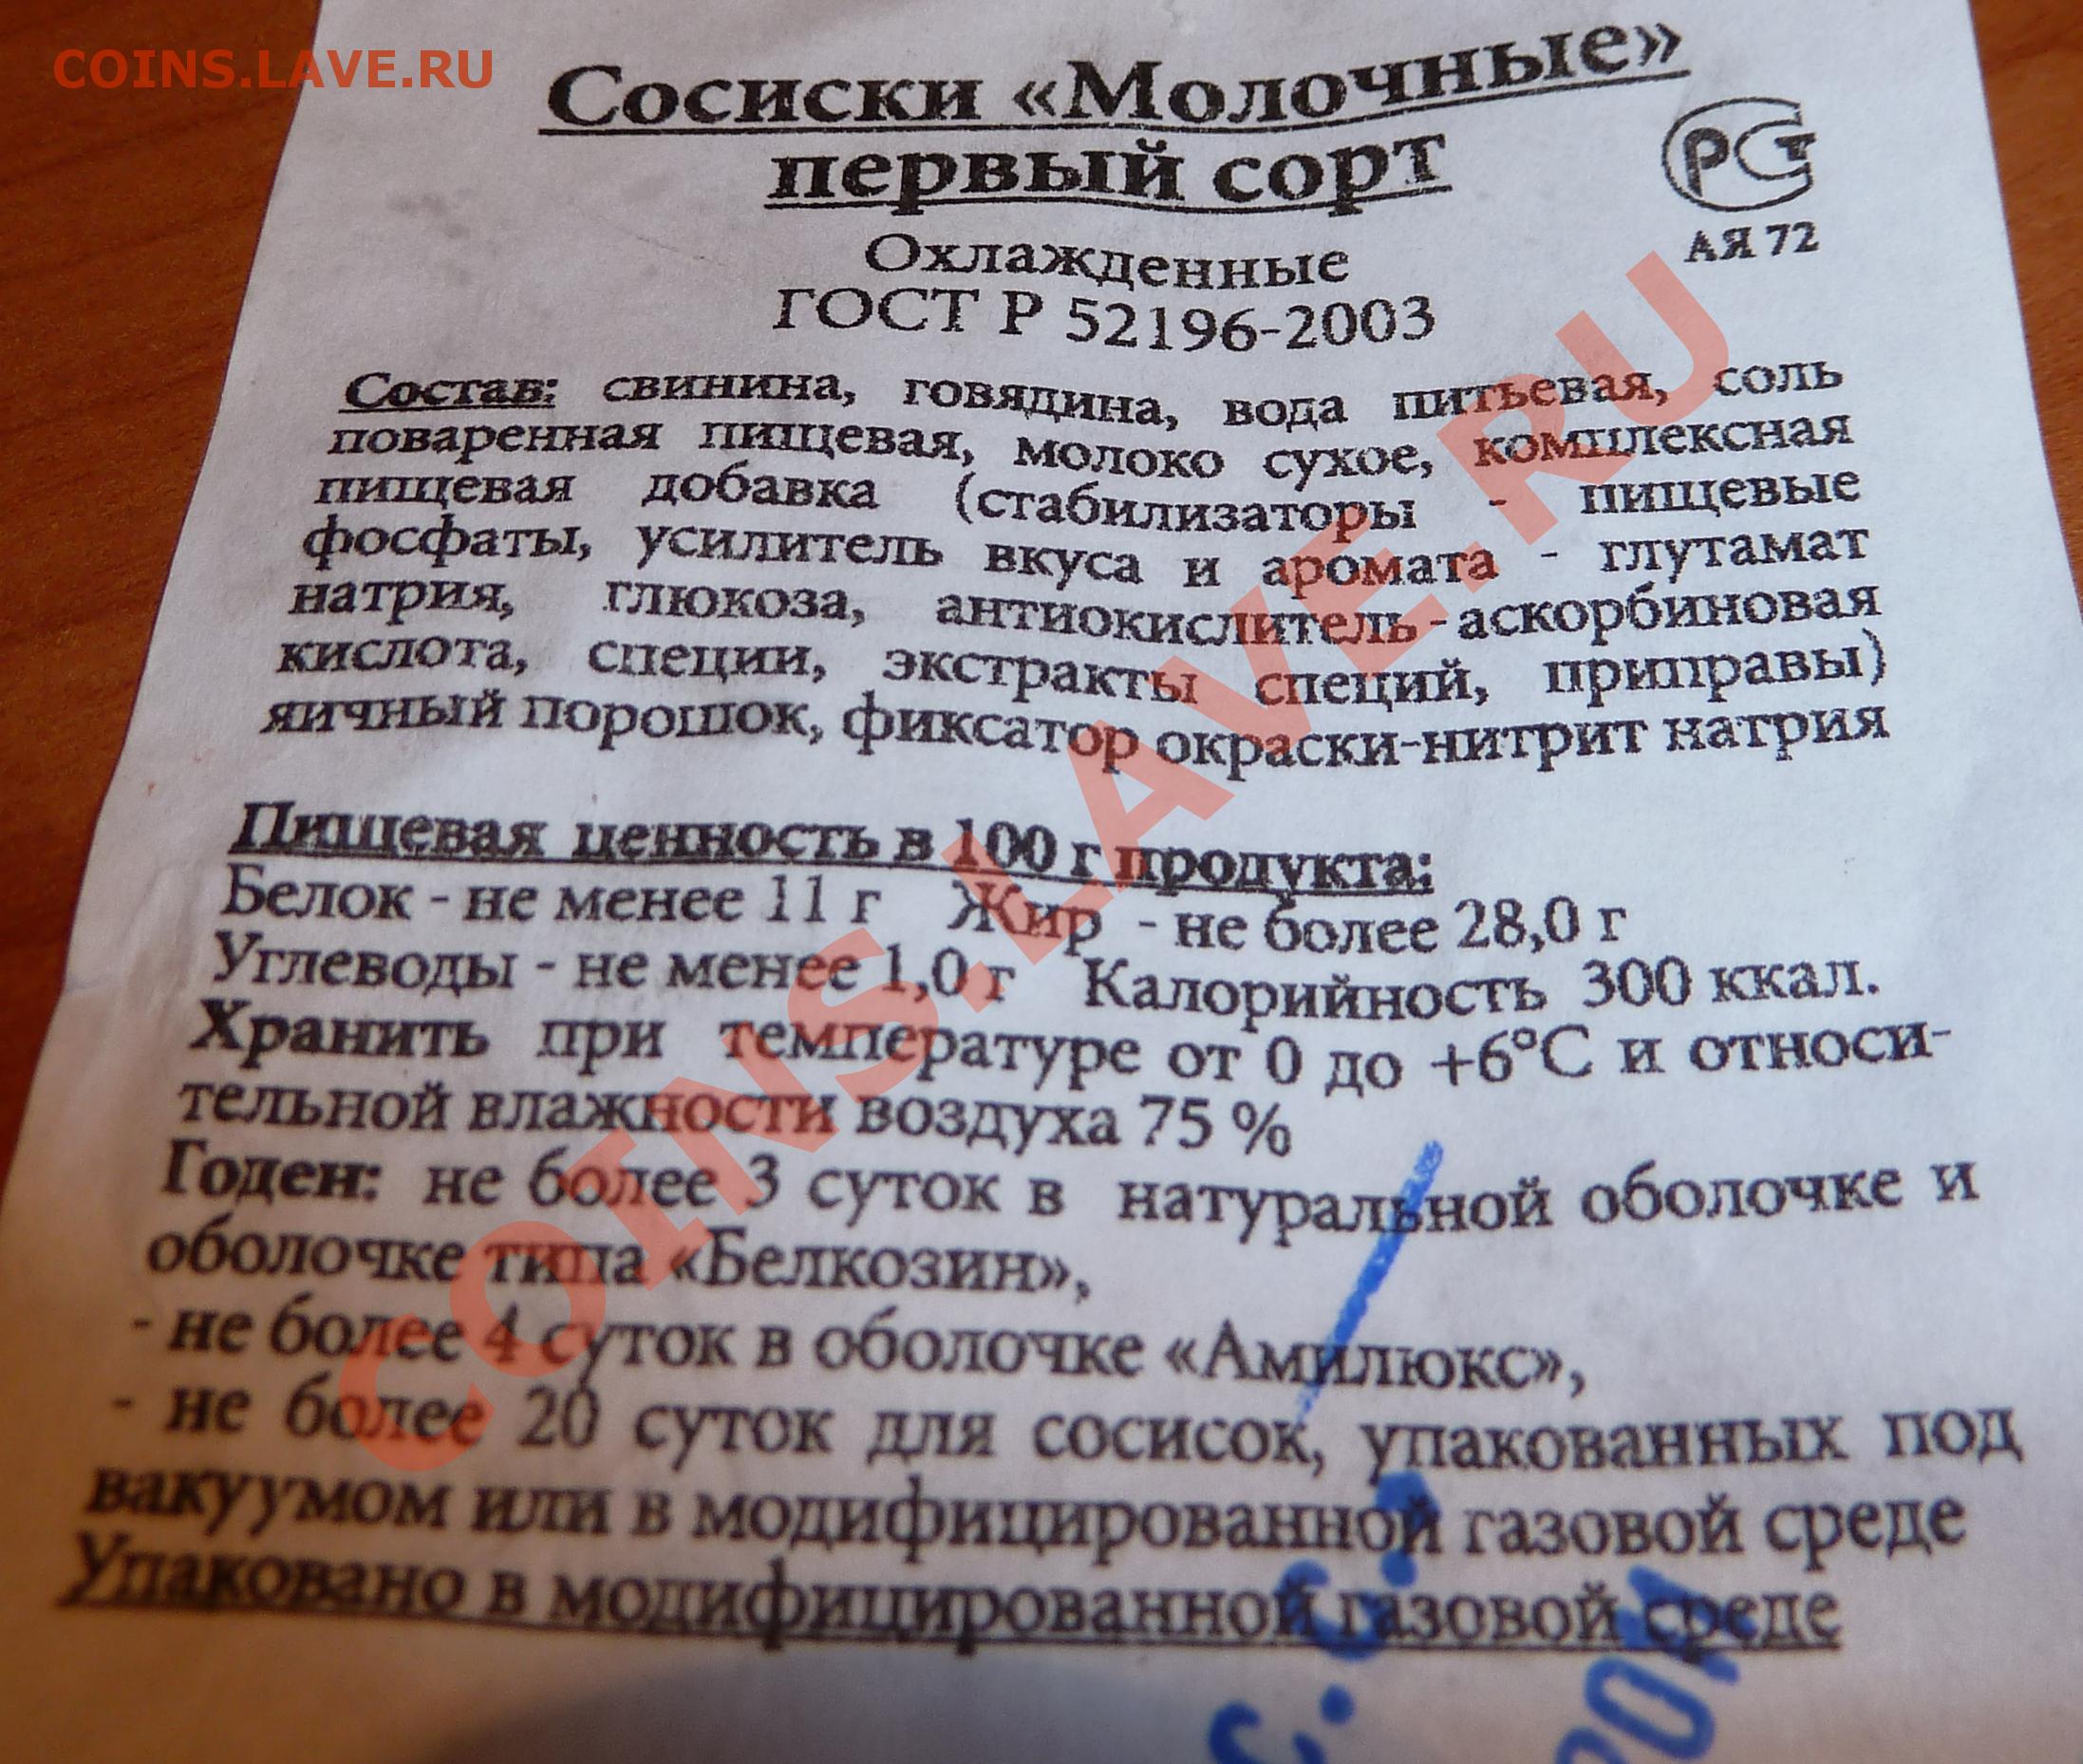 COINS.LAVE.RU
Сосиски «Молочные»
первый сорт
РСТ
АЯ 72
Охлажденные
ГОСТ Р 52196-2003
Состав: свинина, говядина, вода питьевая, соль
поваренная пищевая, молоко сухое, комплексная
пищевая добавка (стабилизаторы - пищевые
фосфаты, усилитель вкуса и аромата - глутамат
натрия, глюкоза, антиокислитель-аскорбиновая
кислота, специи, экстракты специй, приправы)
яичный порошок, фиксатор окраски-нитрит натрия
Пищевая ценность в 100 г продукта:
Белок - не менее 11 г Жир - не более 28,0 г
Углеводы - не менее 1,0 г Калорийность 300 ккал.
Хранить при температуре от 0 до +6°С и относи-
тельной влажности воздуха 75 %
Годен: не более 3 суток в натуральной оболочке и
оболочке типа «Белкозин»,
- не более 4 суток в оболочке «Амилюкс»,
- не более 20 суток для сосисок, упакованных под
вакуумом или в модифицированной газовой среде
Упаковано в модифицированной газовой среде
COINS.LAVE.RU